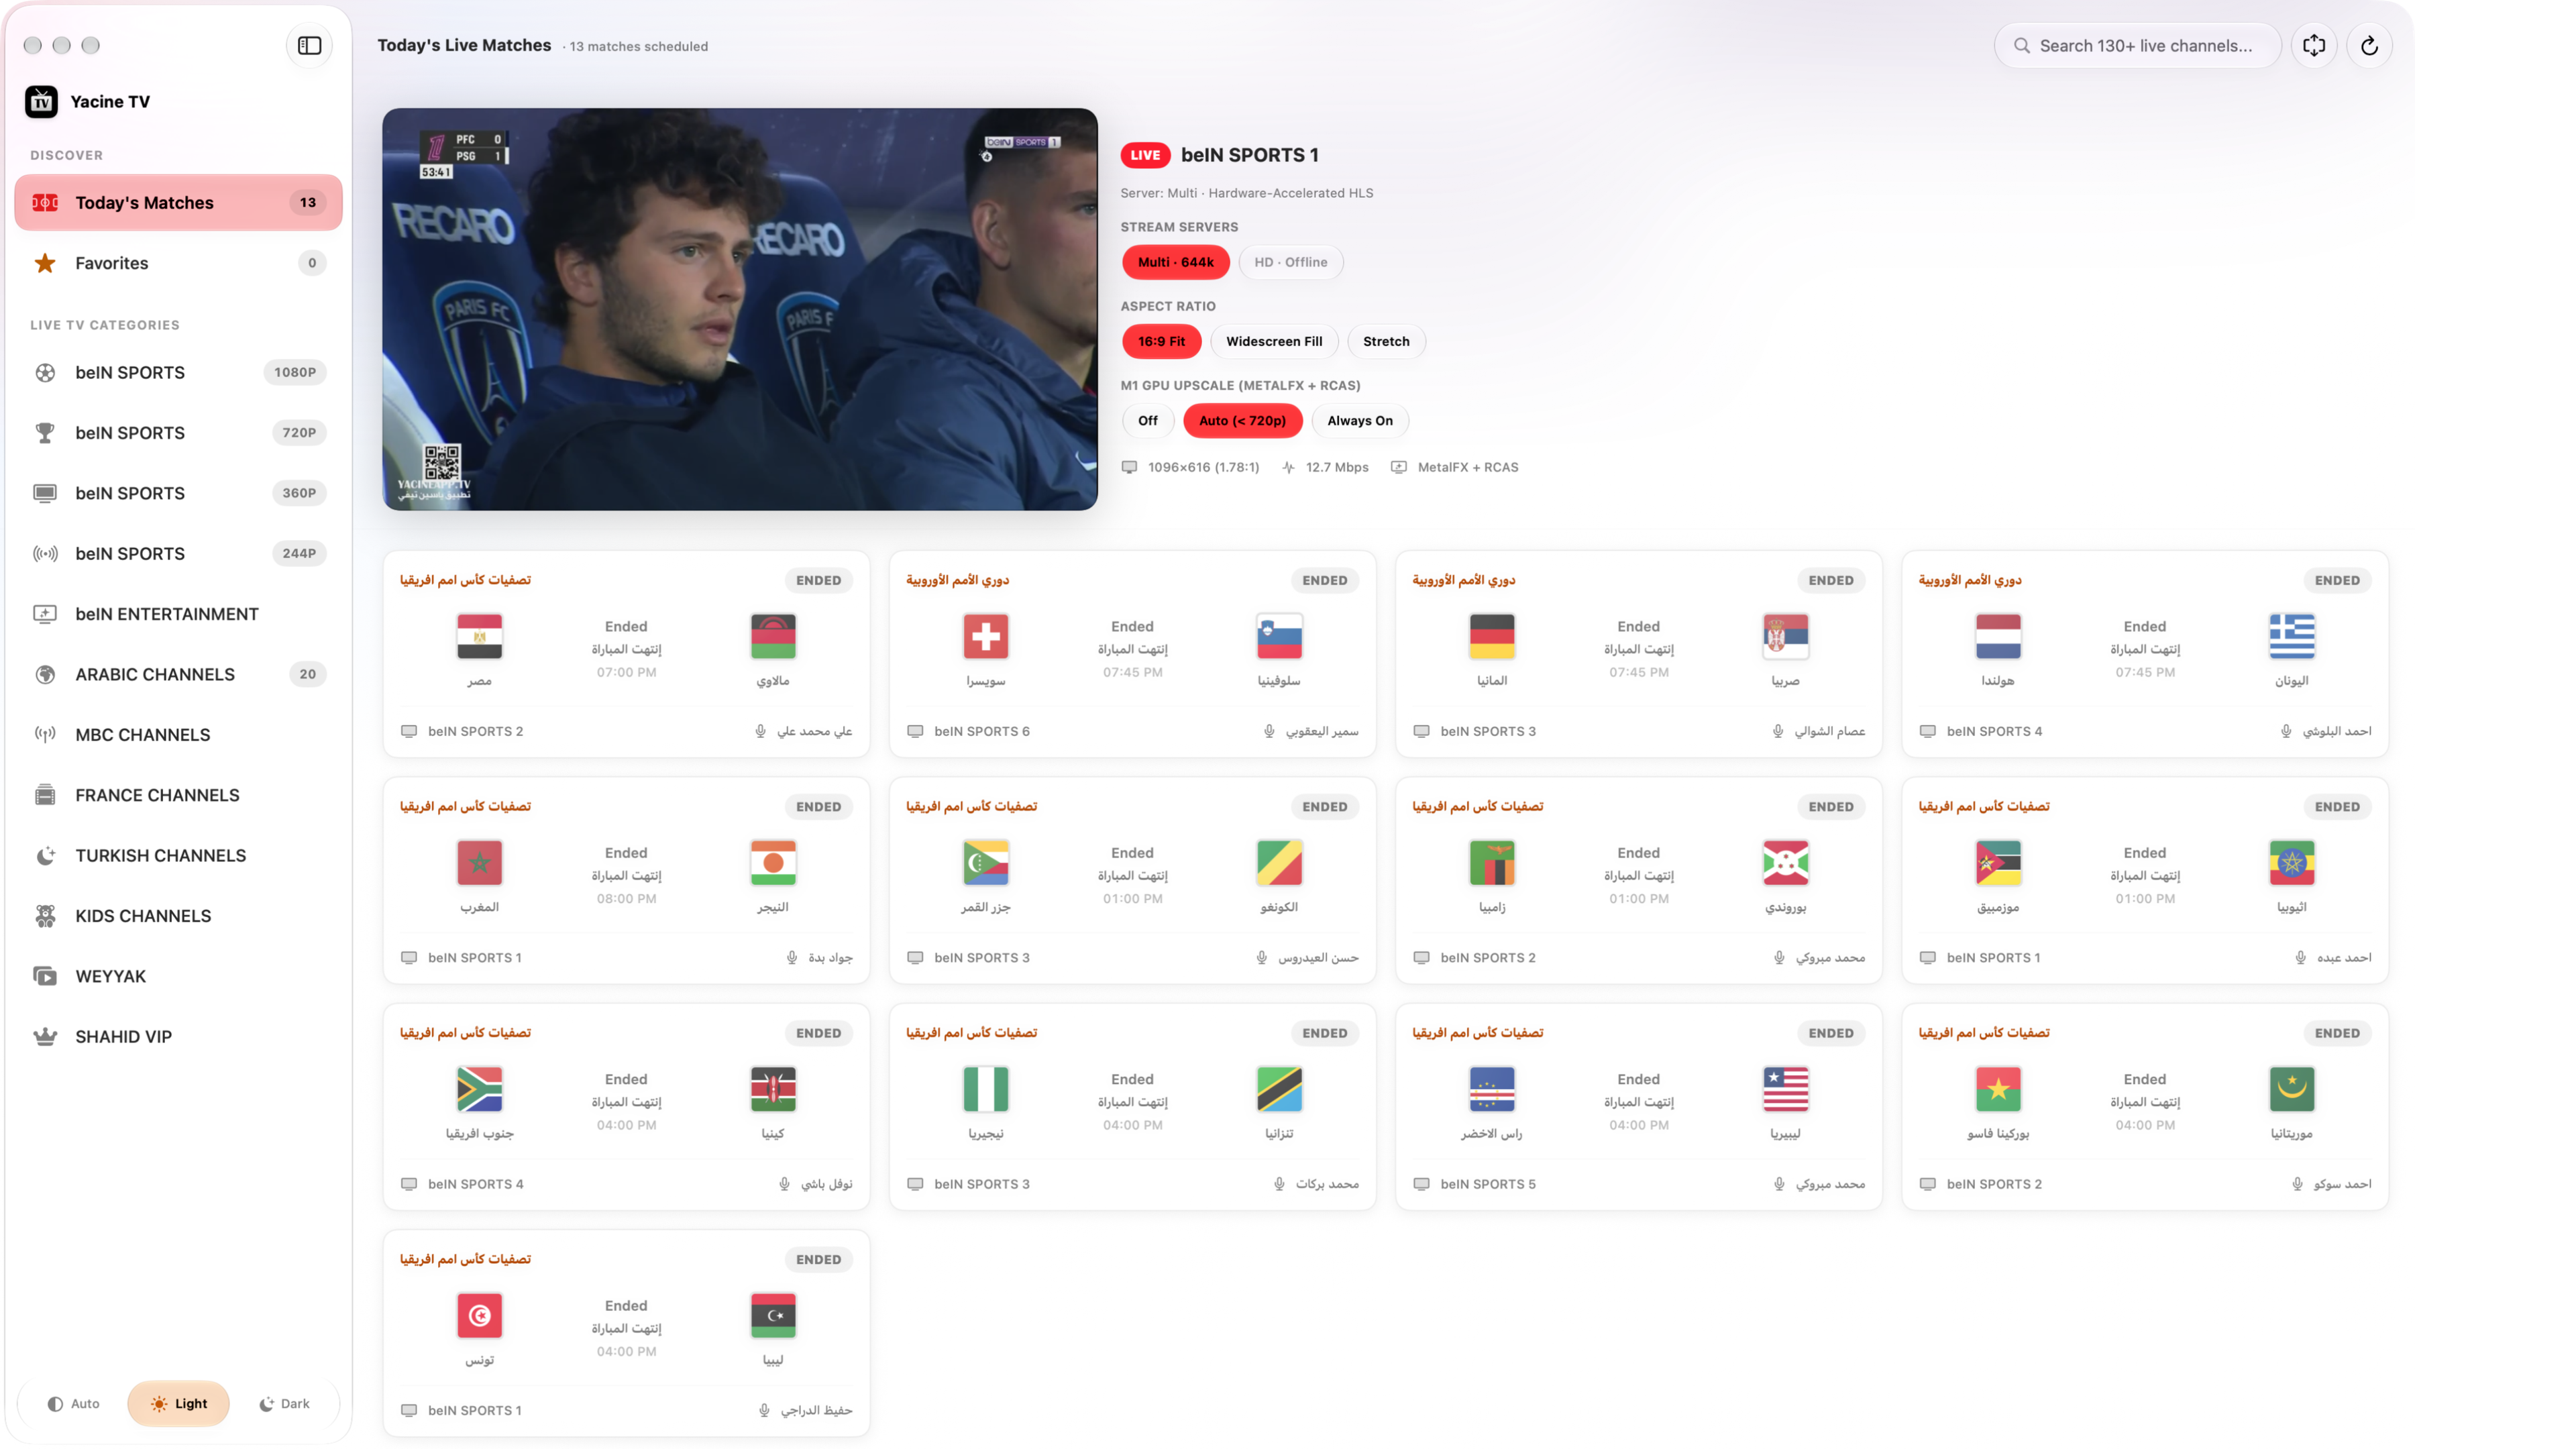 Today's Live Matches · 13 matches scheduled
Search 130+ live channels...
Yacine TV
DISCOVER
Today's Matches 13
Favorites 0
LIVE TV CATEGORIES
beIN SPORTS 1080P
beIN SPORTS 720P
beIN SPORTS 360P
beIN SPORTS 244P
beIN ENTERTAINMENT
ARABIC CHANNELS 20
MBC CHANNELS
FRANCE CHANNELS
TURKISH CHANNELS
KIDS CHANNELS
WEYYAK
SHAHID VIP
Auto Light Dark
PFC 0
PSG 1
53:41
beIN SPORTS 1
RECARO
RECARO
PARIS FC
PARIS F
YACINEAPP.TV
تطبيق ياسين تيفي
LIVE beIN SPORTS 1
Server: Multi · Hardware-Accelerated HLS
STREAM SERVERS
Multi · 644k HD · Offline
ASPECT RATIO
16:9 Fit Widescreen Fill Stretch
M1 GPU UPSCALE (METALFX + RCAS)
Off Auto (< 720p) Always On
1096×616 (1.78:1) 12.7 Mbps MetalFX + RCAS
تصفيات كأس امم افريقيا ENDED
Ended
إنتهت المباراة
07:00 PM
مصر مالاوي
beIN SPORTS 2 علي محمد علي
دوري الأمم الأوروبية ENDED
Ended
إنتهت المباراة
07:45 PM
سويسرا سلوفينيا
beIN SPORTS 6 سمير اليعقوبي
دوري الأمم الأوروبية ENDED
Ended
إنتهت المباراة
07:45 PM
المانيا صربيا
beIN SPORTS 3 عصام الشوالي
دوري الأمم الأوروبية ENDED
Ended
إنتهت المباراة
07:45 PM
هولندا اليونان
beIN SPORTS 4 احمد البلوشي
تصفيات كأس امم افريقيا ENDED
Ended
إنتهت المباراة
08:00 PM
المغرب النيجر
beIN SPORTS 1 جواد بدة
تصفيات كأس امم افريقيا ENDED
Ended
إنتهت المباراة
01:00 PM
جزر القمر الكونغو
beIN SPORTS 3 حسن العيدروس
تصفيات كأس امم افريقيا ENDED
Ended
إنتهت المباراة
01:00 PM
زامبيا بوروندي
beIN SPORTS 2 محمد مبروكي
تصفيات كأس امم افريقيا ENDED
Ended
إنتهت المباراة
01:00 PM
موزمبيق اثيوبيا
beIN SPORTS 1 احمد عبده
تصفيات كأس امم افريقيا ENDED
Ended
إنتهت المباراة
04:00 PM
جنوب افريقيا كينيا
beIN SPORTS 4 نوفل باشي
تصفيات كأس امم افريقيا ENDED
Ended
إنتهت المباراة
04:00 PM
نيجيريا تنزانيا
beIN SPORTS 3 محمد بركات
تصفيات كأس امم افريقيا ENDED
Ended
إنتهت المباراة
04:00 PM
راس الاخضر ليبيريا
beIN SPORTS 5 محمد مبروكي
تصفيات كأس امم افريقيا ENDED
Ended
إنتهت المباراة
04:00 PM
بوركينا فاسو موريتانيا
beIN SPORTS 2 احمد سوكو
تصفيات كأس امم افريقيا ENDED
Ended
إنتهت المباراة
04:00 PM
تونس ليبيا
beIN SPORTS 1 حفيظ الدراجي